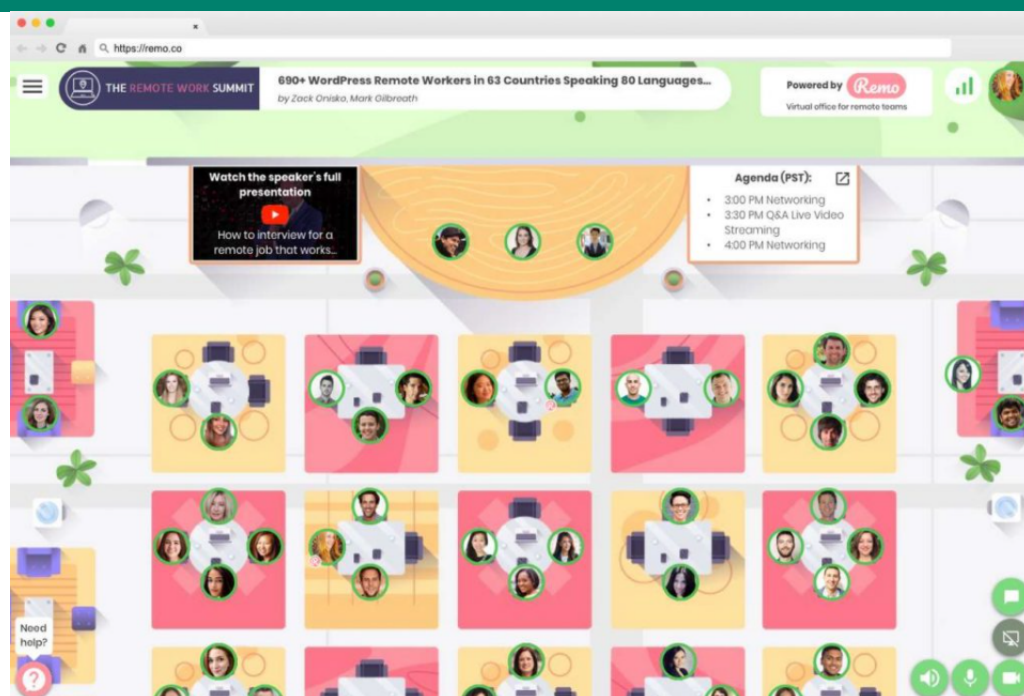 https://remo.co
THE REMOTE WORK SUMMIT
690+ WordPress Remote Workers in 63 Countries Speaking 80 Languages...
by Zack Onisko, Mark Gilbreath
Powered by Remo
Virtual office for remote teams
Watch the speaker's full
presentation
How to interview for a
remote job that works...
Agenda (PST):
• 3:00 PM Networking
• 3:30 PM Q&A Live Video
Streaming
• 4:00 PM Networking
Need
help?
?